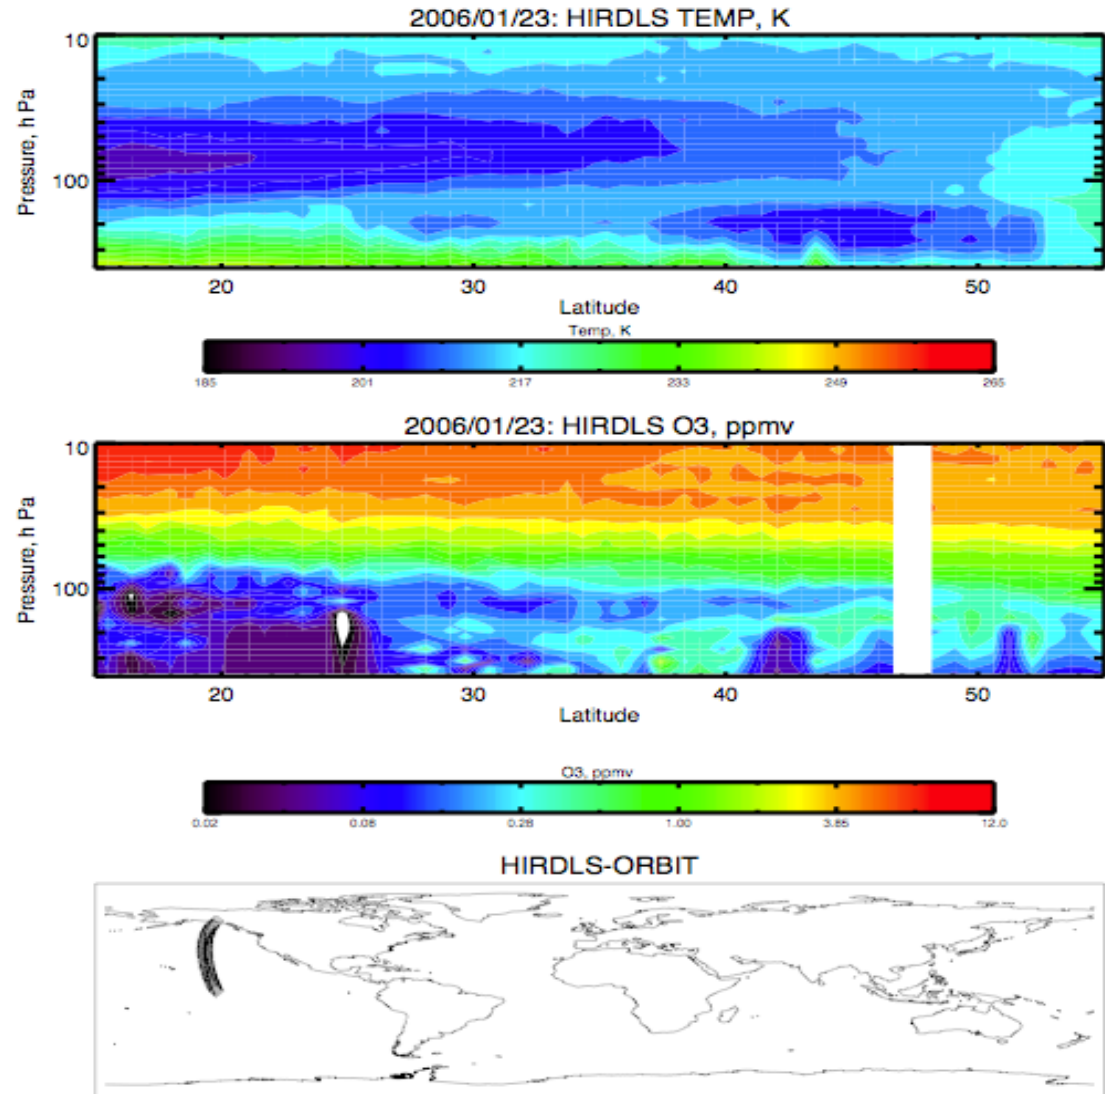 2006/01/23: HIRDLS TEMP, K
10
100
Pressure, h Pa
20 30 40 50
Latitude
Temp, K
185 201 217 233 249 265
2006/01/23: HIRDLS O3, ppmv
10
100
Pressure, h Pa
20 30 40 50
Latitude
O3, ppmv
0.02 0.08 0.28 1.00 3.85 12.0
HIRDLS-ORBIT